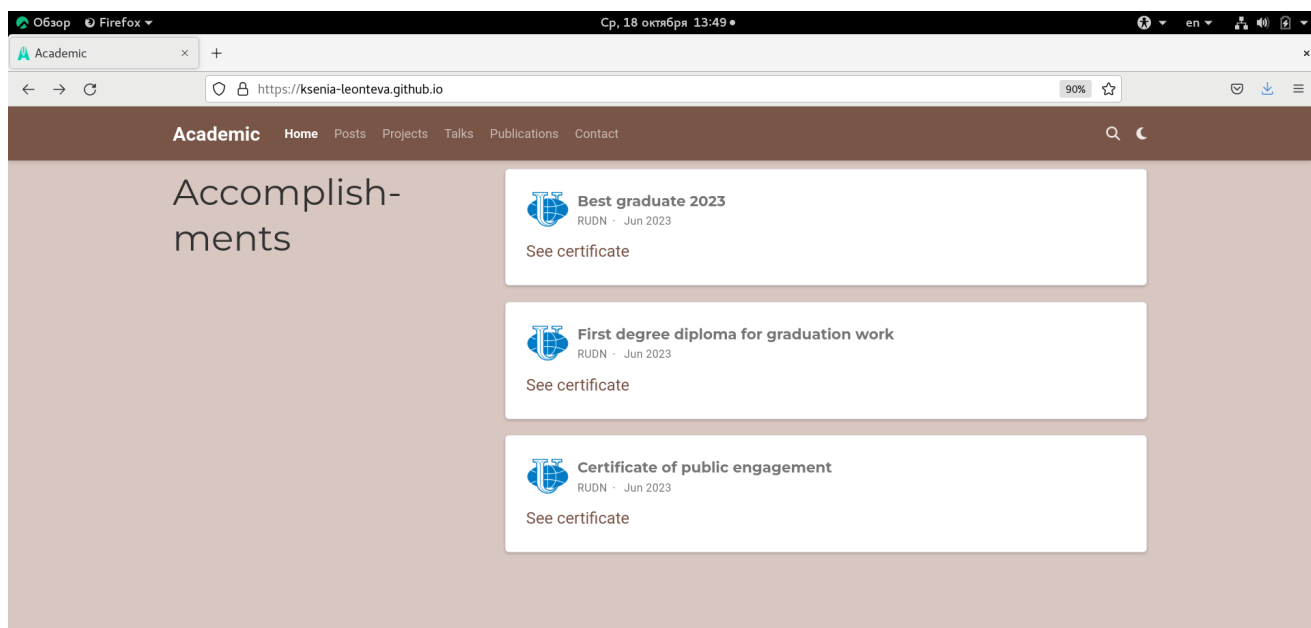 Обзор Firefox Ср, 18 октября 13:49 en
Academic
https://ksenia-leonteva.github.io 90%
Academic Home Posts Projects Talks Publications Contact
Accomplish-
ments
Best graduate 2023
RUDN · Jun 2023
See certificate
First degree diploma for graduation work
RUDN · Jun 2023
See certificate
Certificate of public engagement
RUDN · Jun 2023
See certificate